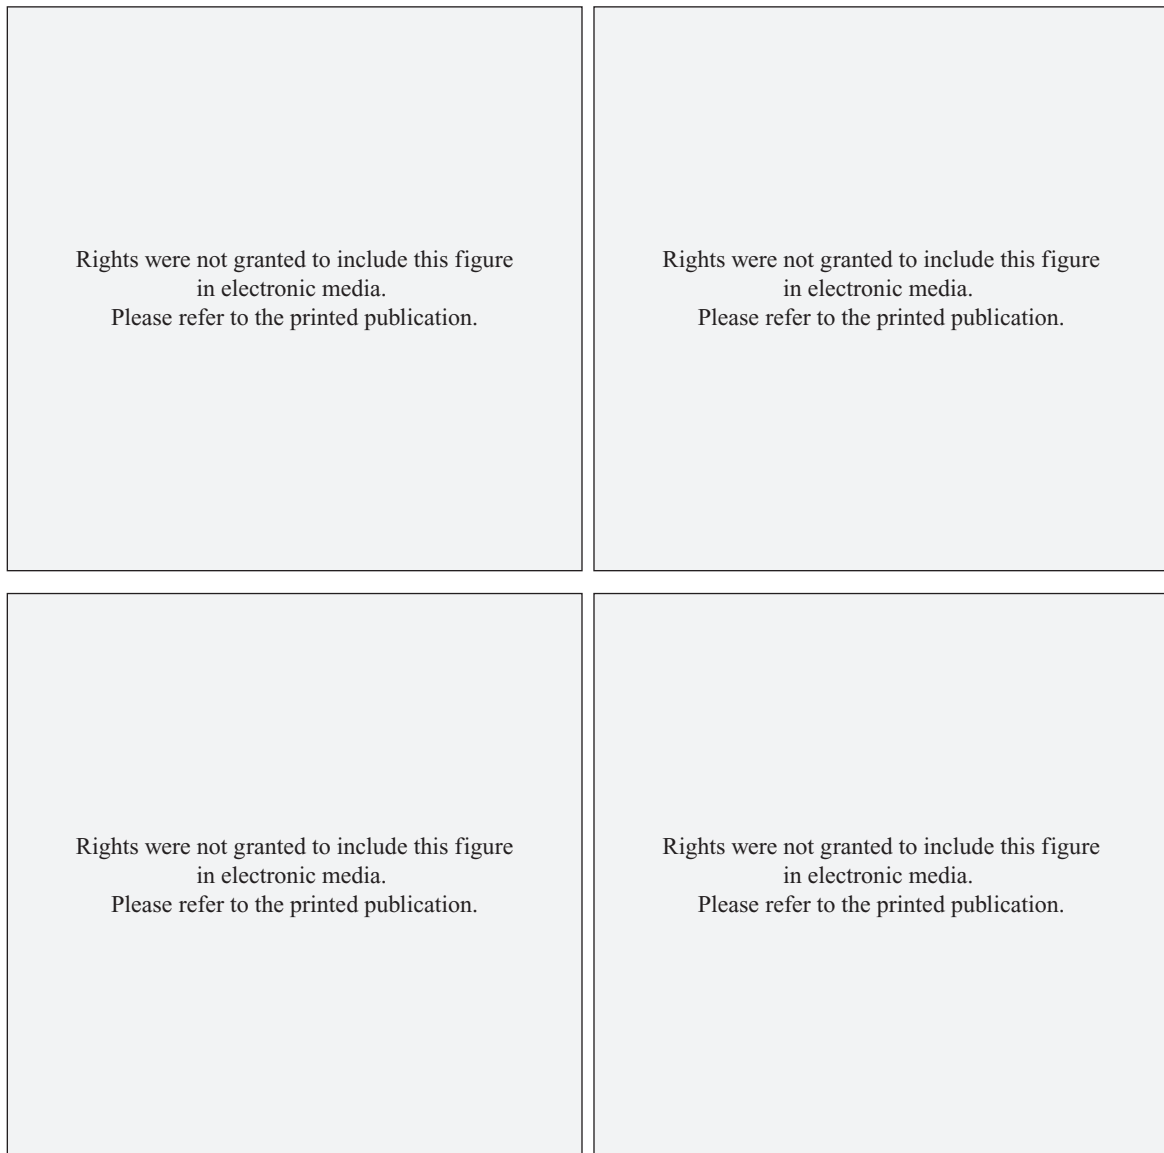 Rights were not granted to include this figure
in electronic media.
Please refer to the printed publication.
Rights were not granted to include this figure
in electronic media.
Please refer to the printed publication.
Rights were not granted to include this figure
in electronic media.
Please refer to the printed publication.
Rights were not granted to include this figure
in electronic media.
Please refer to the printed publication.